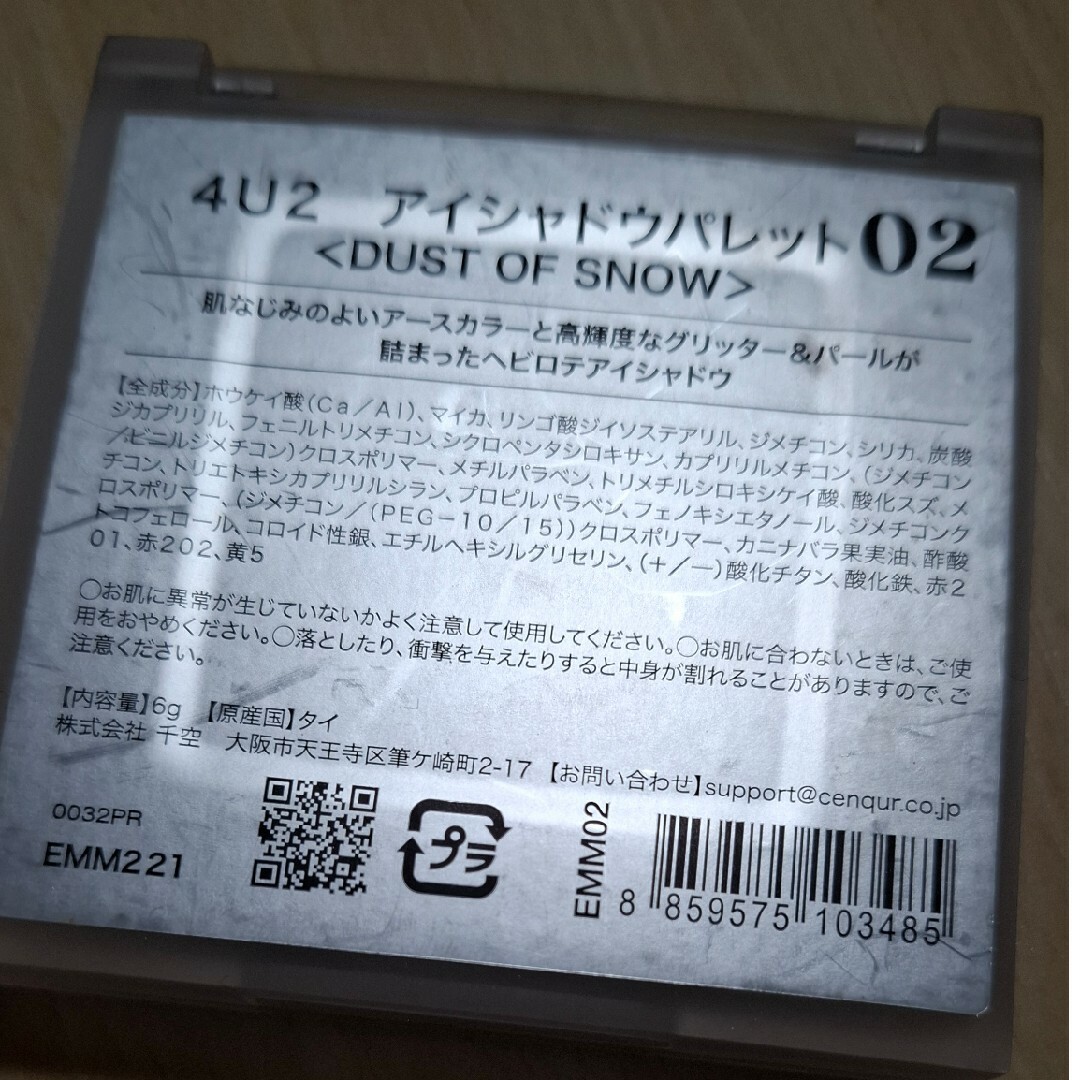 4U2 アイシャドウパレット02
<DUST OF SNOW>
肌なじみのよいアースカラーと高輝度なグリッター&パールが
詰まったヘビロテアイシャドウ
【全成分】ホウケイ酸(Ca/Al)、マイカ、リンゴ酸ジイソステアリル、ジメチコン、シリカ、炭酸
ジカプリリル、フェニルトリメチコン、シクロペンタシロキサン、カプリリルメチコン、(ジメチコン
/ビニルジメチコン)クロスポリマー、メチルパラベン、トリメチルシロキシケイ酸、酸化スズ、メ
チコン、トリエトキシカプリリルシラン、プロピルパラベン、フェノキシエタノール、ジメチコンク
ロスポリマー、(ジメチコン/(PEG-10/15))クロスポリマー、カニナバラ果実油、酢酸
トコフェロール、コロイド性銀、エチルヘキシルグリセリン、(+/-)酸化チタン、酸化鉄、赤2
01、赤202、黄5
○お肌に異常が生じていないかよく注意して使用してください。○お肌に合わないときは、ご使
用をおやめください。○落としたり、衝撃を与えたりすると中身が割れることがありますので、ご
注意ください。
【内容量】6g 【原産国】タイ
株式会社 千空 大阪市天王寺区筆ケ崎町2-17 【お問い合わせ】support@cenqur.co.jp
0032PR
EMM221
プラ
EMM02
8 859575 103485